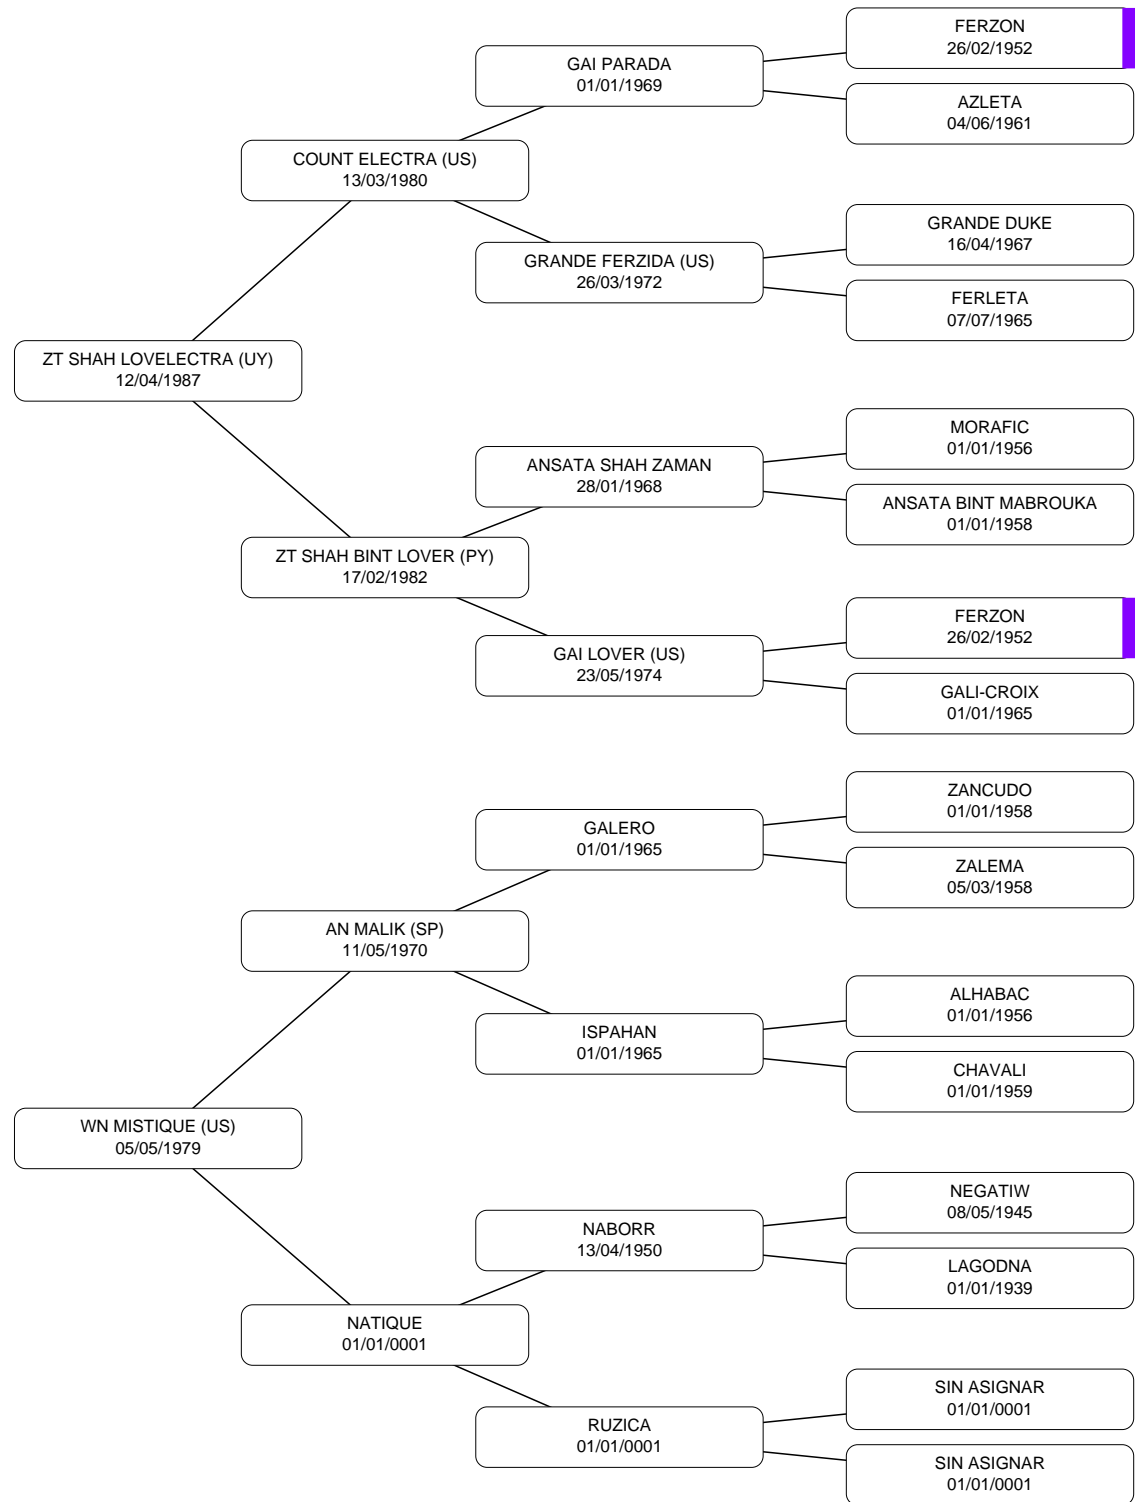 FERZON
26/02/1952
GAI PARADA
01/01/1969
AZLETA
04/06/1961
COUNT ELECTRA (US)
13/03/1980
GRANDE DUKE
16/04/1967
GRANDE FERZIDA (US)
26/03/1972
FERLETA
07/07/1965
ZT SHAH LOVELECTRA (UY)
12/04/1987
MORAFIC
01/01/1956
ANSATA SHAH ZAMAN
28/01/1968
ANSATA BINT MABROUKA
01/01/1958
ZT SHAH BINT LOVER (PY)
17/02/1982
FERZON
26/02/1952
GAI LOVER (US)
23/05/1974
GALI-CROIX
01/01/1965
ZANCUDO
01/01/1958
GALERO
01/01/1965
ZALEMA
05/03/1958
AN MALIK (SP)
11/05/1970
ALHABAC
01/01/1956
ISPAHAN
01/01/1965
CHAVALI
01/01/1959
WN MISTIQUE (US)
05/05/1979
NEGATIW
08/05/1945
NABORR
13/04/1950
LAGODNA
01/01/1939
NATIQUE
01/01/0001
SIN ASIGNAR
01/01/0001
RUZICA
01/01/0001
SIN ASIGNAR
01/01/0001